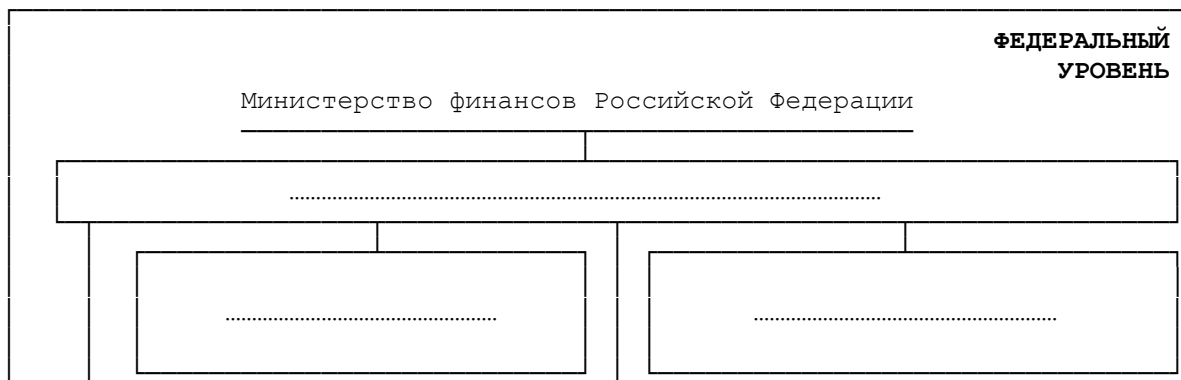 ФЕДЕРАЛЬНЫЙ
УРОВЕНЬ
Министерство финансов Российской Федерации
................................................................................................
............................................
.................................................